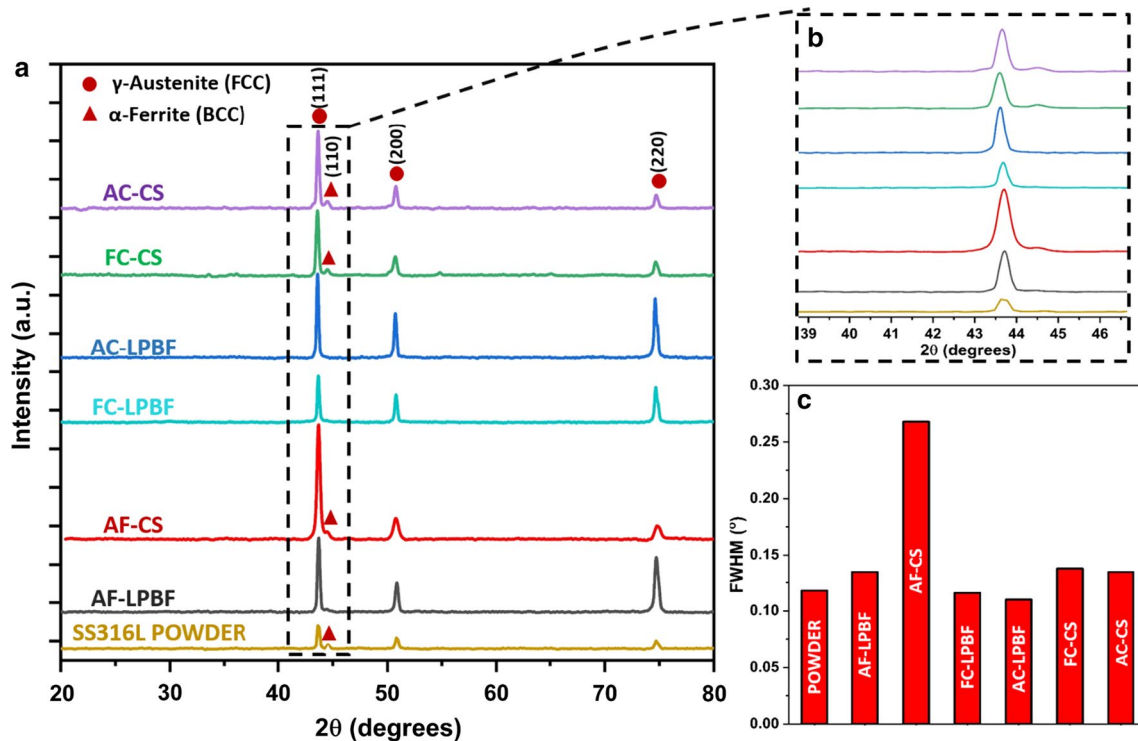 a
γ-Austenite (FCC)
α-Ferrite (BCC)
(111)
(110)
(200)
(220)
AC-CS
FC-CS
AC-LPBF
FC-LPBF
AF-CS
AF-LPBF
SS316L POWDER
Intensity (a.u.)
20 30 40 50 60 70 80
2θ (degrees)
b
39 40 41 42 43 44 45 46
2θ (degrees)
c
0.30
0.25
0.20
0.15
0.10
0.05
0.00
FWHM (°)
POWDER
AF-LPBF
AF-CS
FC-LPBF
AC-LPBF
FC-CS
AC-CS